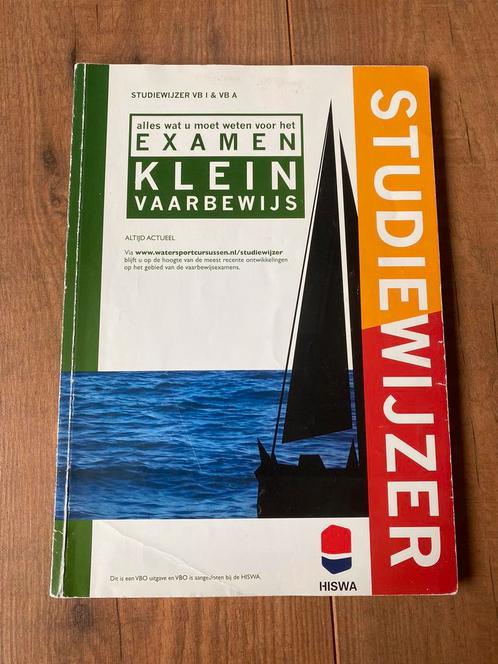 STUDIEWIJZER VB I & VB A
alles wat u moet weten voor het
EXAMEN
KLEIN
VAARBEWIJS
ALTIJD ACTUEEL
Via www.watersportcursussen.nl/studiewijzer
blijft u op de hoogte van de meest recente ontwikkelingen
op het gebied van de vaarbewijsexamens.
STUDIEWIJZER
Dit is een VBO uitgave en VBO is aangesloten bij de HISWA.
HISWA